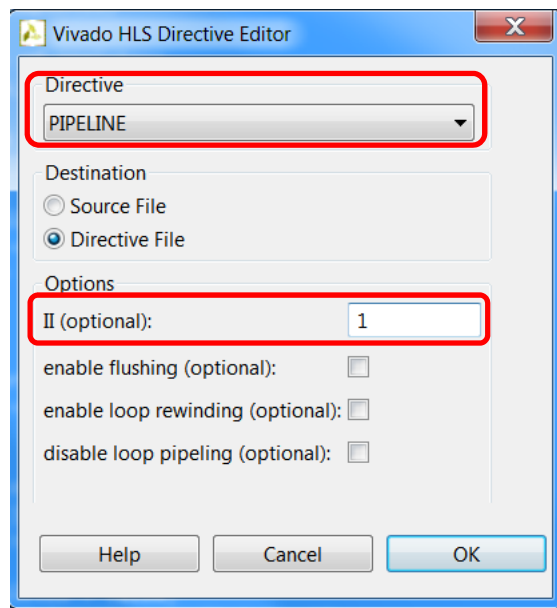 Vivado HLS Directive Editor
Directive
PIPELINE
Destination
Source File
Directive File
Options
II (optional): 1
enable flushing (optional):
enable loop rewinding (optional):
disable loop pipeling (optional):
Help Cancel OK